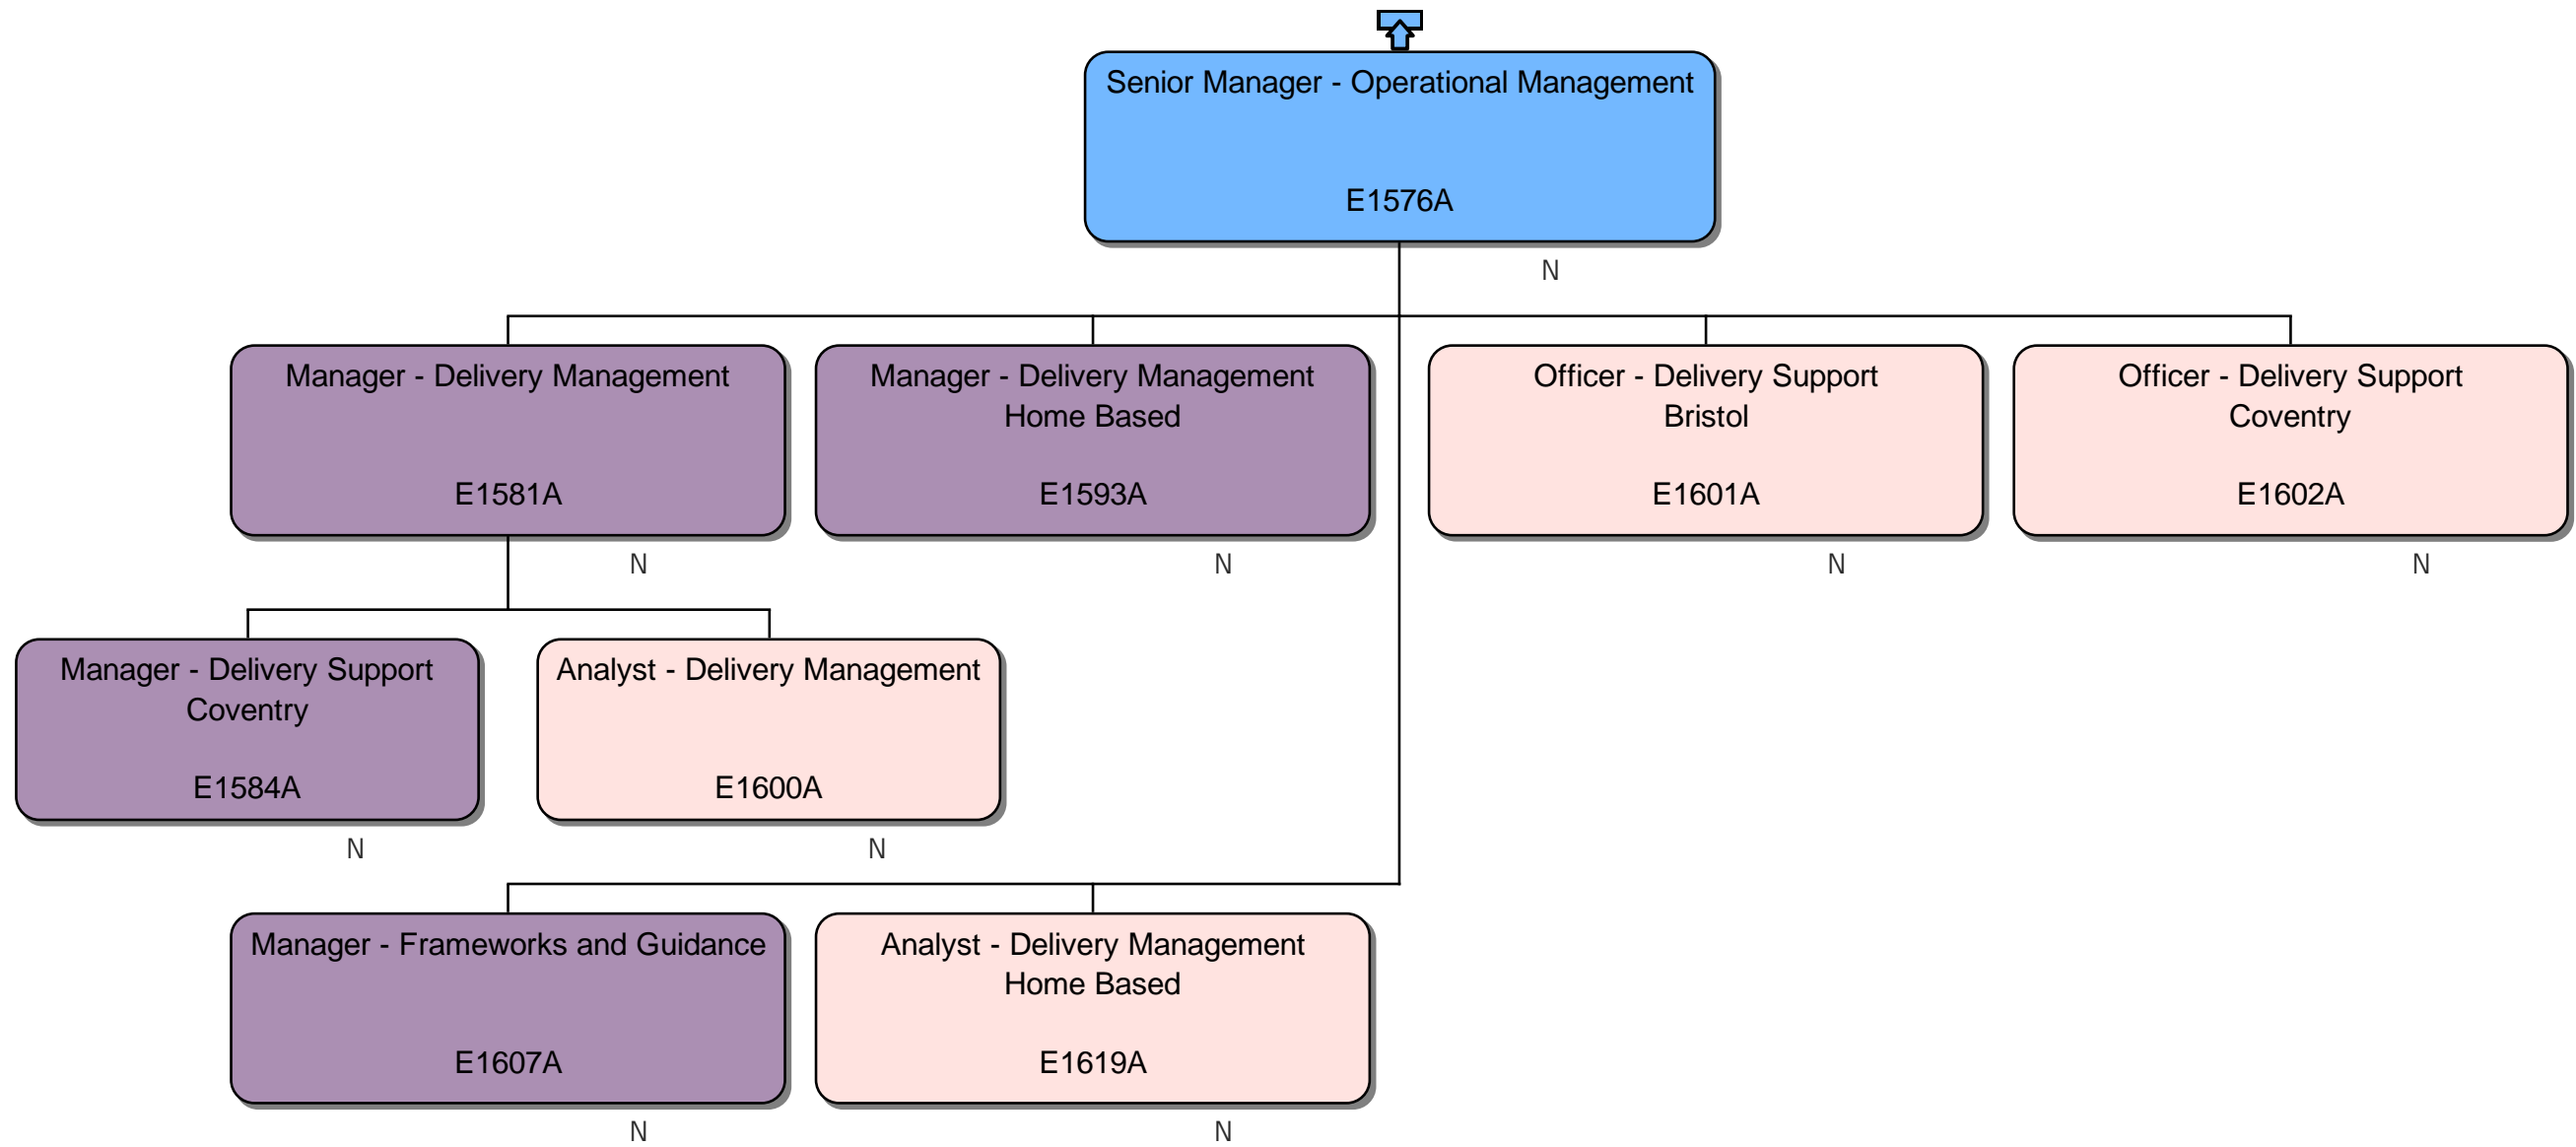 Senior Manager - Operational Management
E1576A
N
Manager - Delivery Management
E1581A
N
Manager - Delivery Management
Home Based
E1593A
N
Officer - Delivery Support
Bristol
E1601A
N
Officer - Delivery Support
Coventry
E1602A
N
Manager - Delivery Support
Coventry
E1584A
N
Analyst - Delivery Management
E1600A
N
Manager - Frameworks and Guidance
E1607A
N
Analyst - Delivery Management
Home Based
E1619A
N